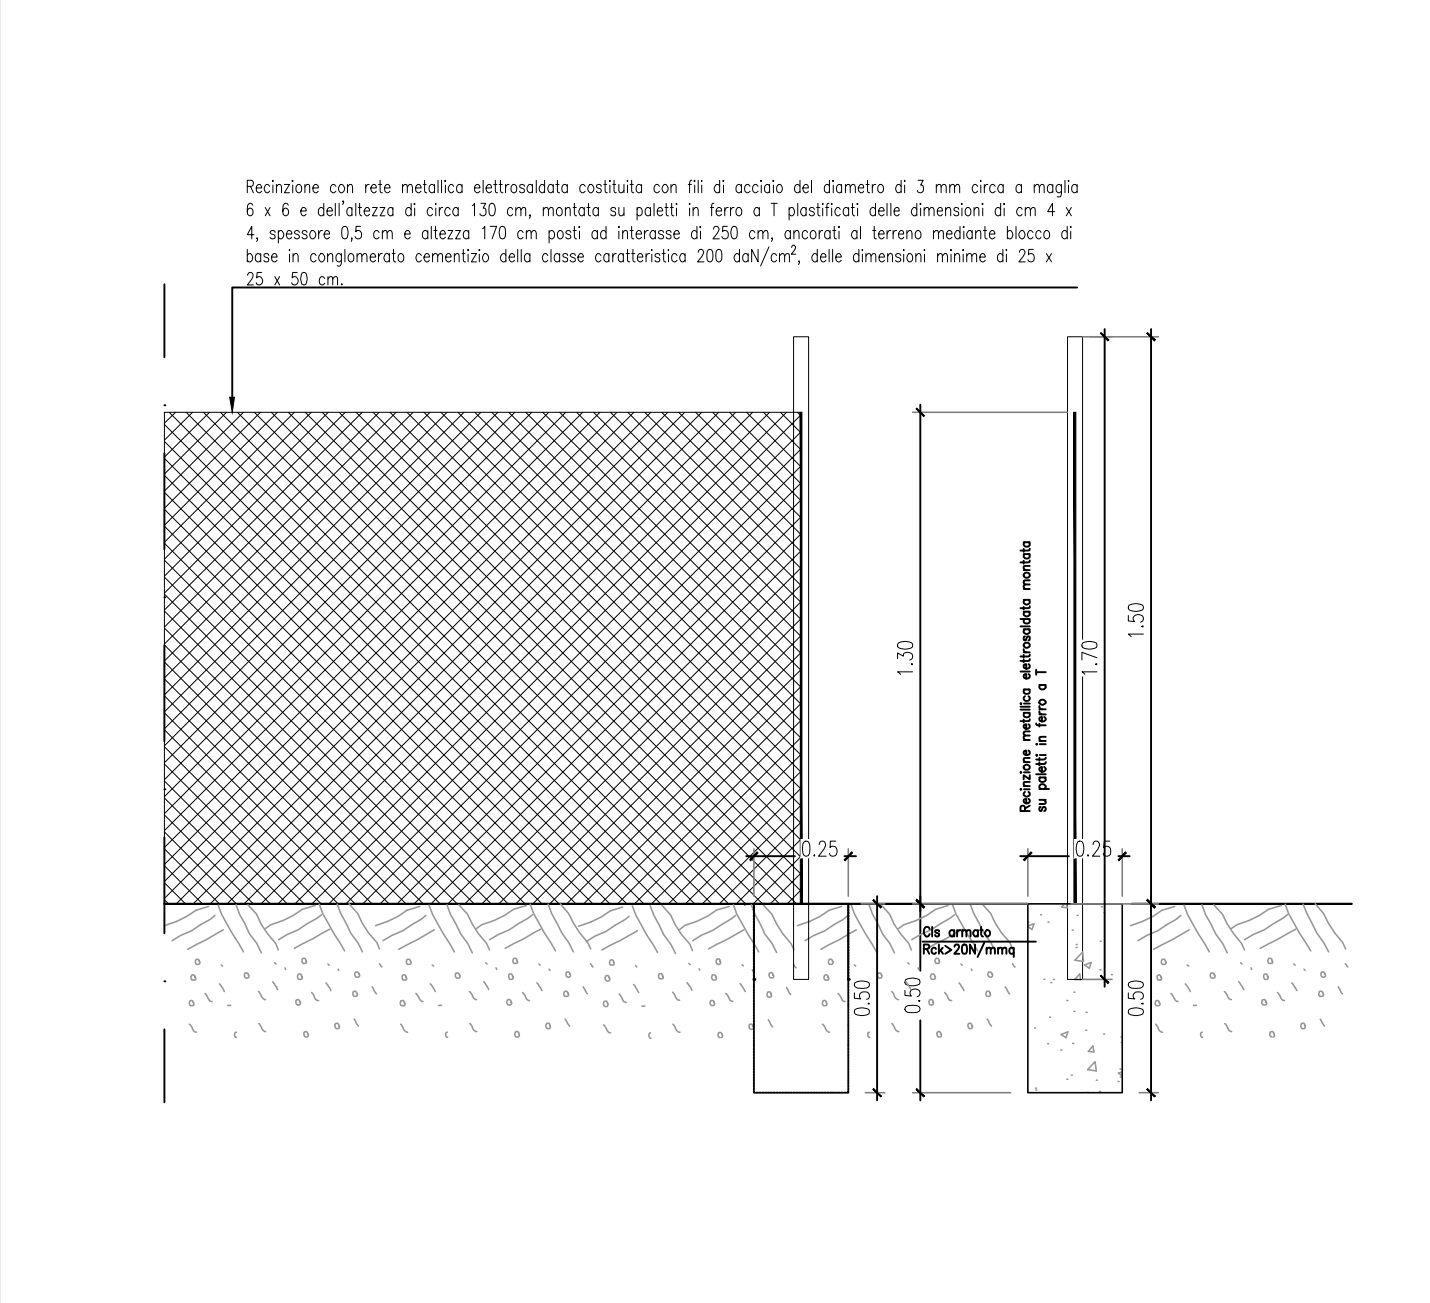 Recinzione con rete metallica elettrosaldata costituita con fili di acciaio del diametro di 3 mm circa a maglia
6 x 6 e dell'altezza di circa 130 cm, montata su paletti in ferro a T plastificati delle dimensioni di cm 4 x
4, spessore 0,5 cm e altezza 170 cm posti ad interasse di 250 cm, ancorati al terreno mediante blocco di
base in conglomerato cementizio della classe caratteristica 200 daN/cm², delle dimensioni minime di 25 x
25 x 50 cm.
1.30
Recinzione metallica elettrosaldata montata
su paletti in ferro a T
1.70
1.50
0.25
0.25
Cls armato
Rck>20N/mmq
0.50
0.50
0.50